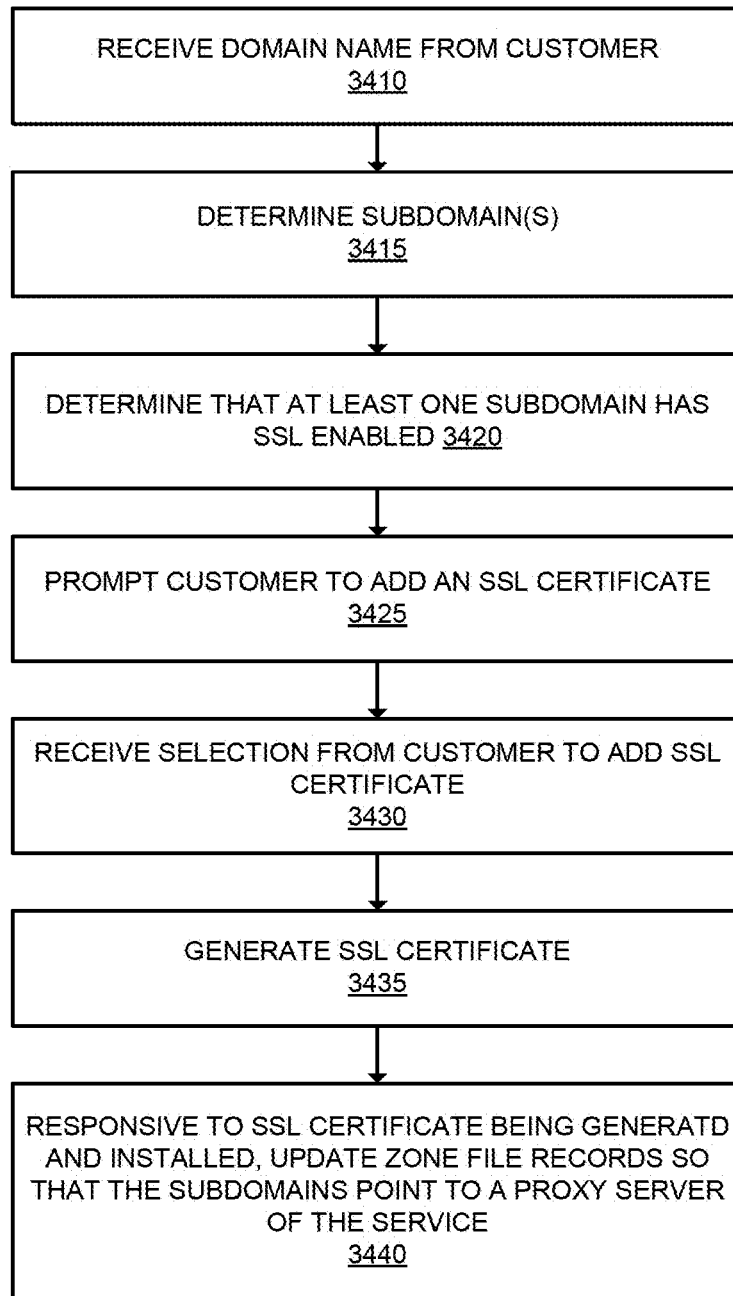 RECEIVE DOMAIN NAME FROM CUSTOMER
3410
DETERMINE SUBDOMAIN(S)
3415
DETERMINE THAT AT LEAST ONE SUBDOMAIN HAS
SSL ENABLED 3420
PROMPT CUSTOMER TO ADD AN SSL CERTIFICATE
3425
RECEIVE SELECTION FROM CUSTOMER TO ADD SSL
CERTIFICATE
3430
GENERATE SSL CERTIFICATE
3435
RESPONSIVE TO SSL CERTIFICATE BEING GENERATD
AND INSTALLED, UPDATE ZONE FILE RECORDS SO
THAT THE SUBDOMAINS POINT TO A PROXY SERVER
OF THE SERVICE
3440